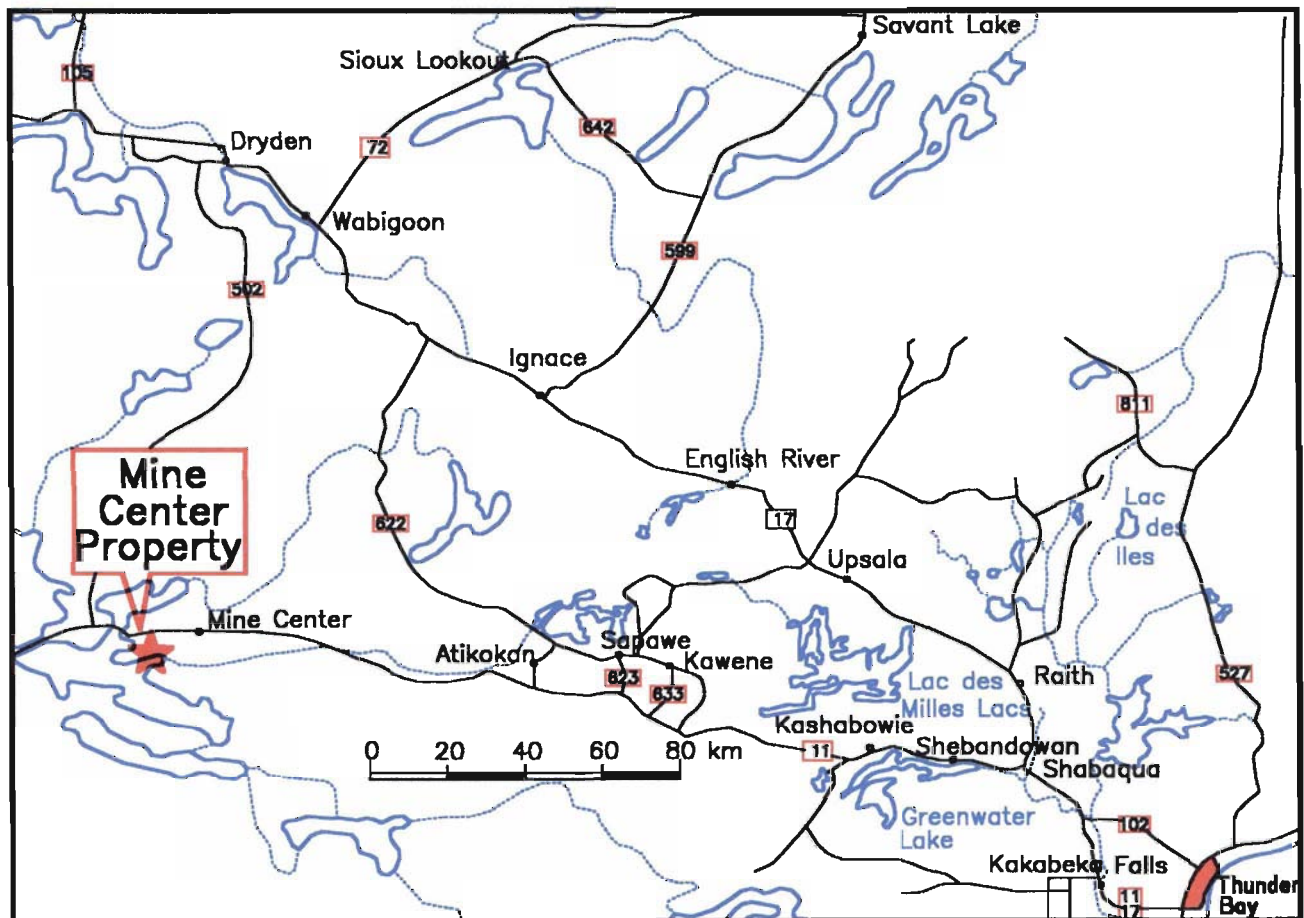 Savant Lake
Sioux Lookout
105
642
Dryden
72
Wabigoon
599
502
Ignace
811
Mine
Center
Property
English River
Lac
des
Iles
622
17
Upsala
Mine Center
Sapawe
Atikokan
Kawene
623
633
Raith
527
Lac des
Milles Lacs
Kashabowie
0 20 40 60 80 km
11
Shebandowan
Shabaqua
Greenwater
Lake
102
Kakabeka Falls
11
17
Thunder
Bay